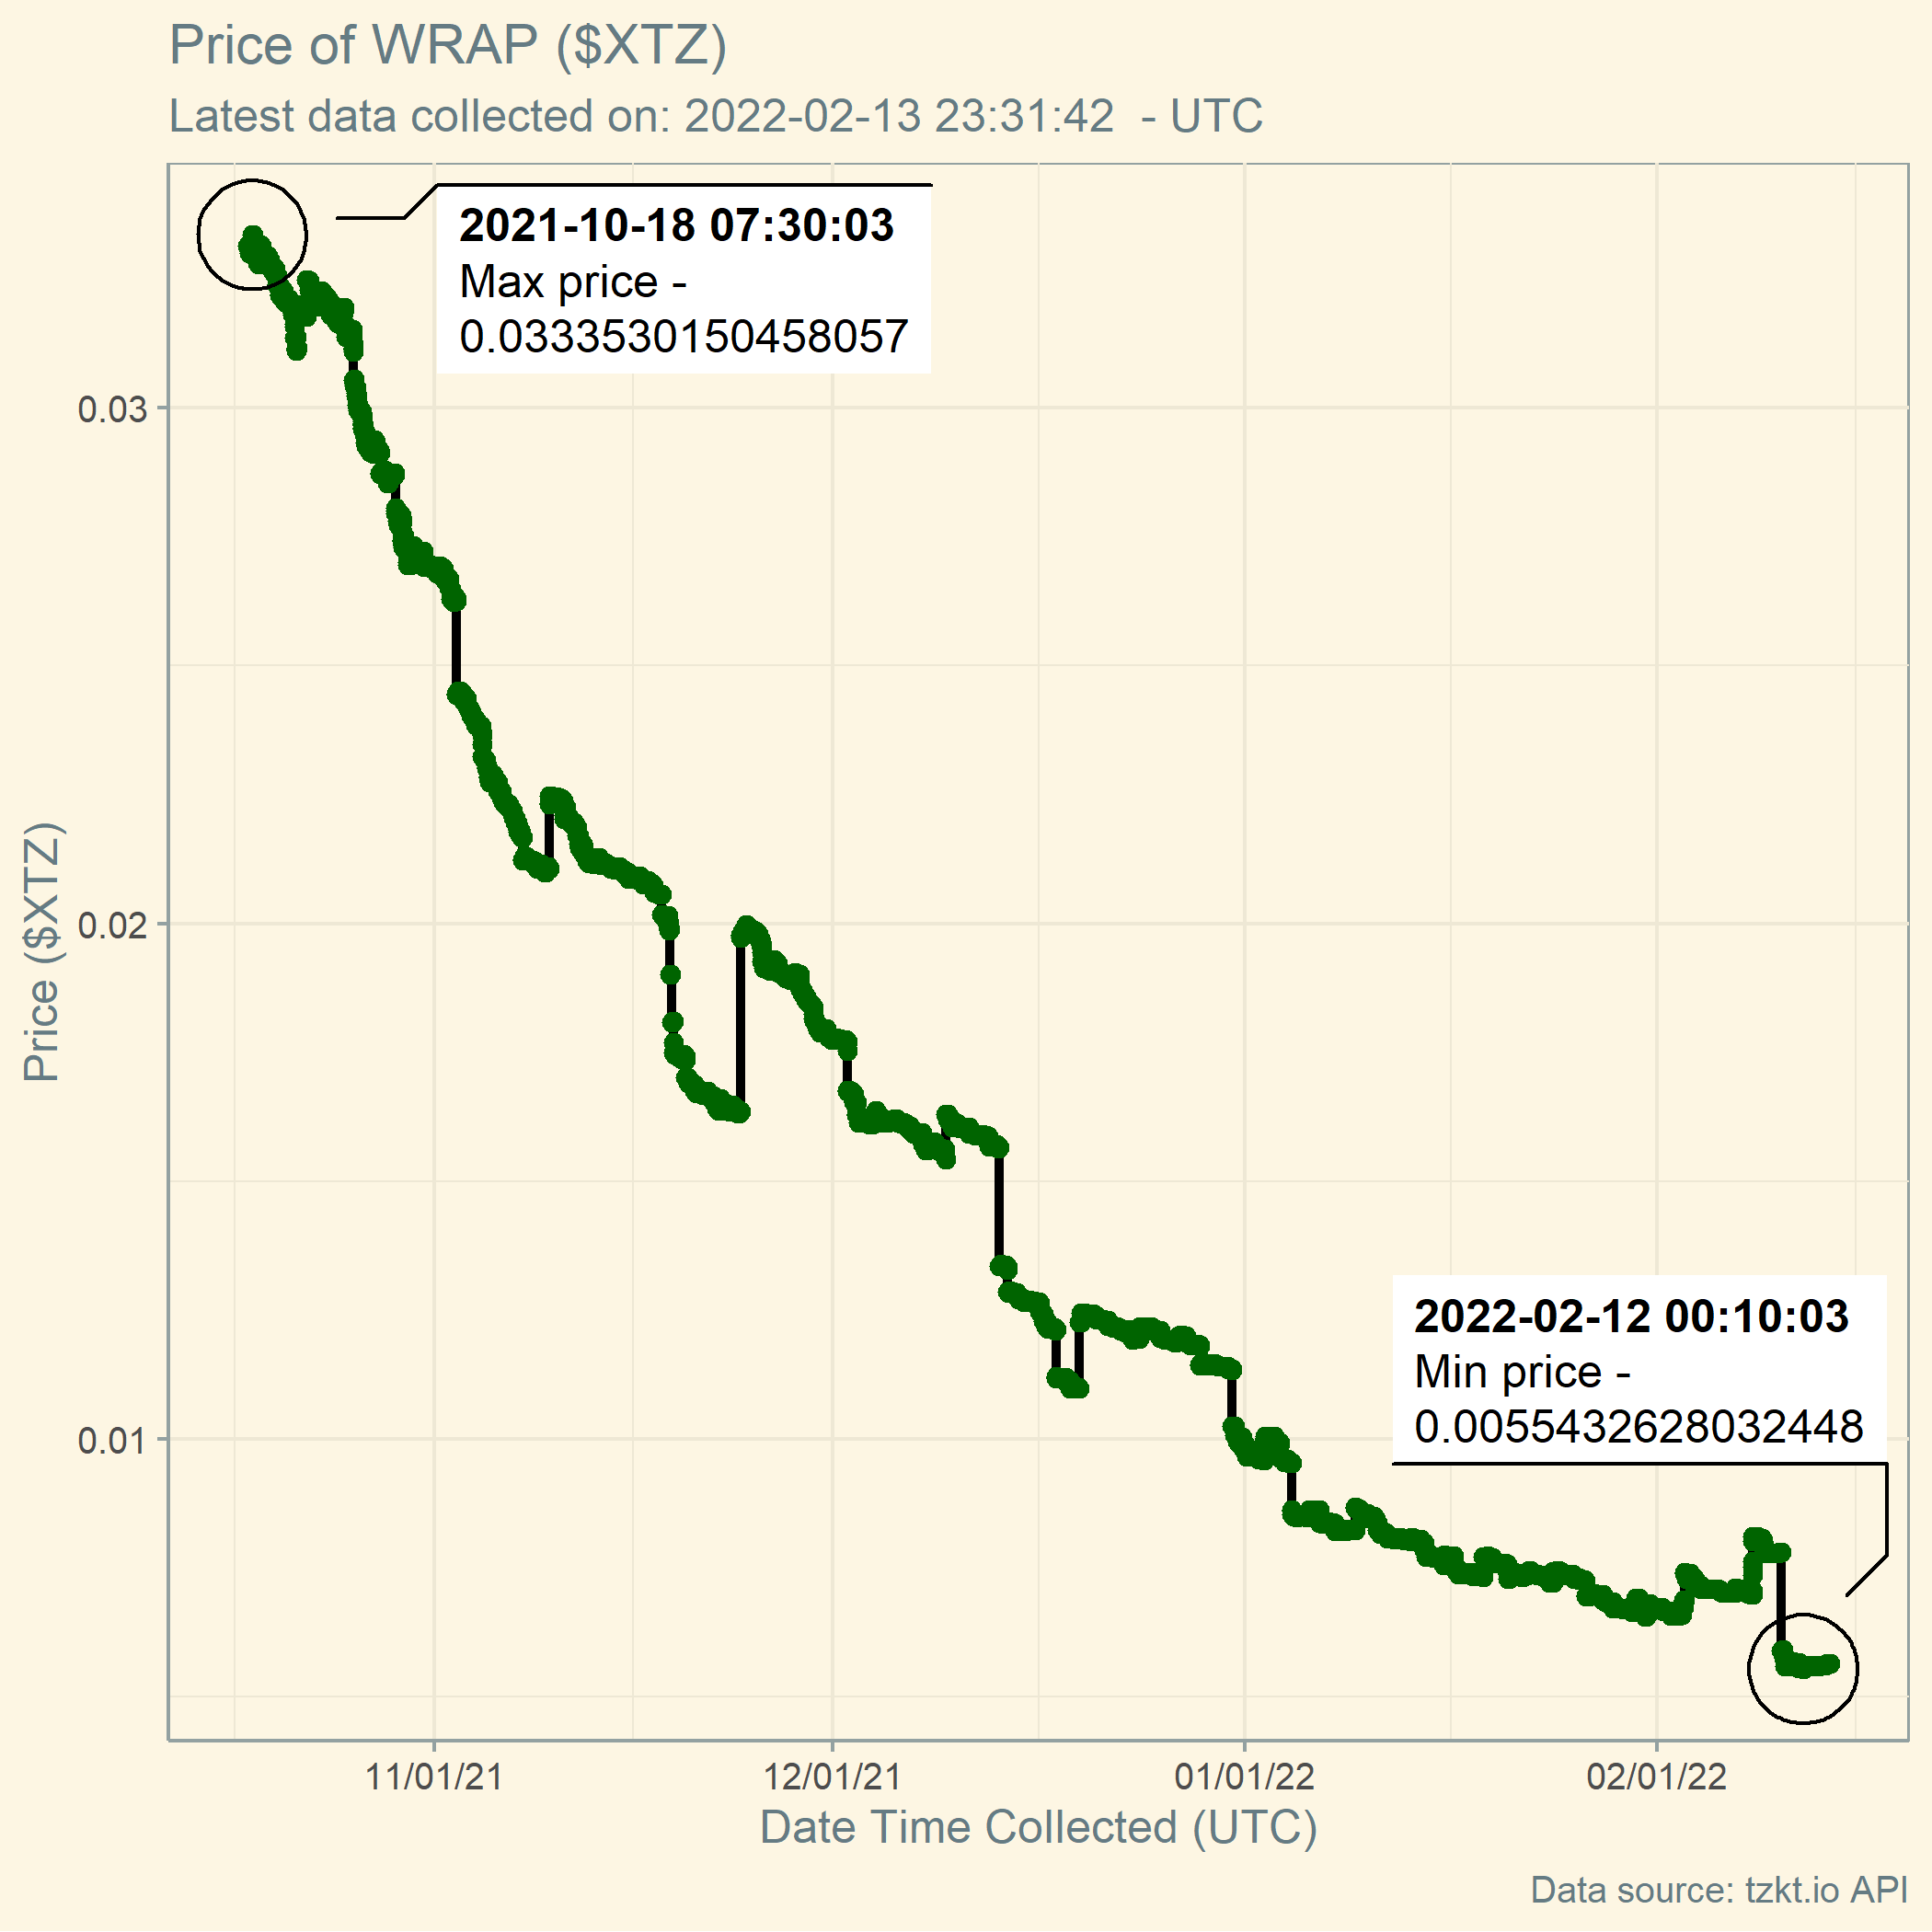 Price of WRAP ($XTZ)
Latest data collected on: 2022-02-13 23:31:42  - UTC
2021-10-18 07:30:03
Max price -
0.0333530150458057
0.03
0.02
0.01
Price ($XTZ)
2022-02-12 00:10:03
Min price -
0.00554326280324​48
11/01/21
12/01/21
01/01/22
02/01/22
Date Time Collected (UTC)
Data source: tzkt.io API